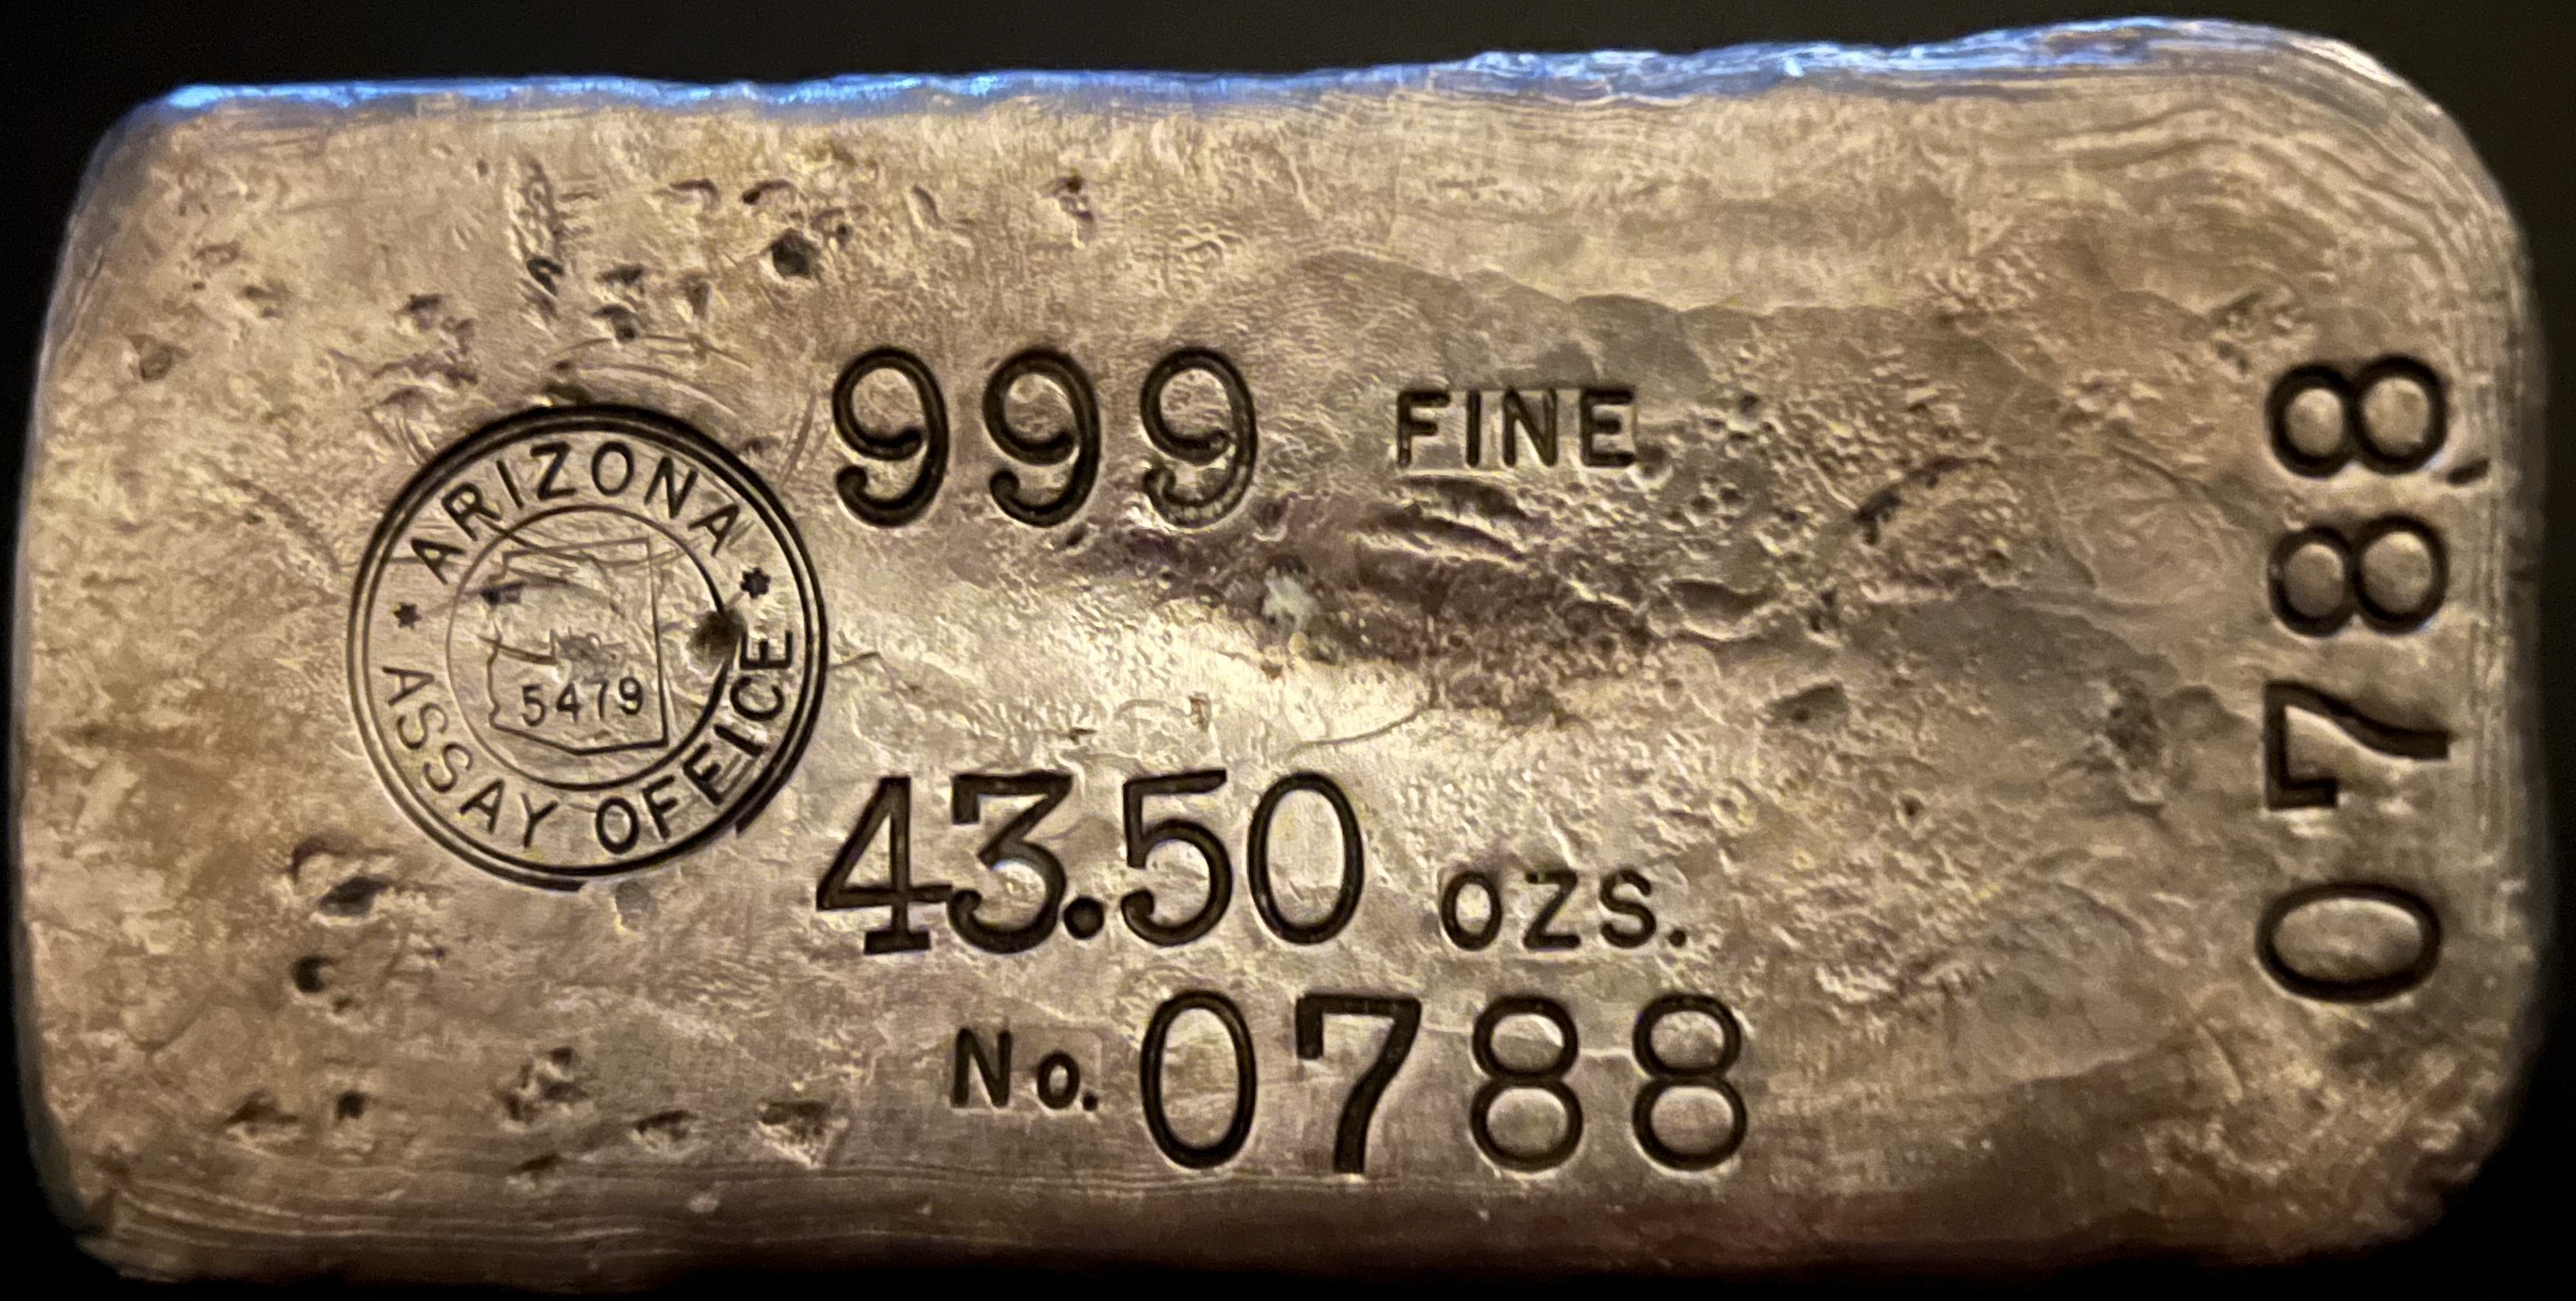 ARIZONA
ASSAY OFFICE
5479
999 FINE
43.50 OZS.
No. 0788
0788